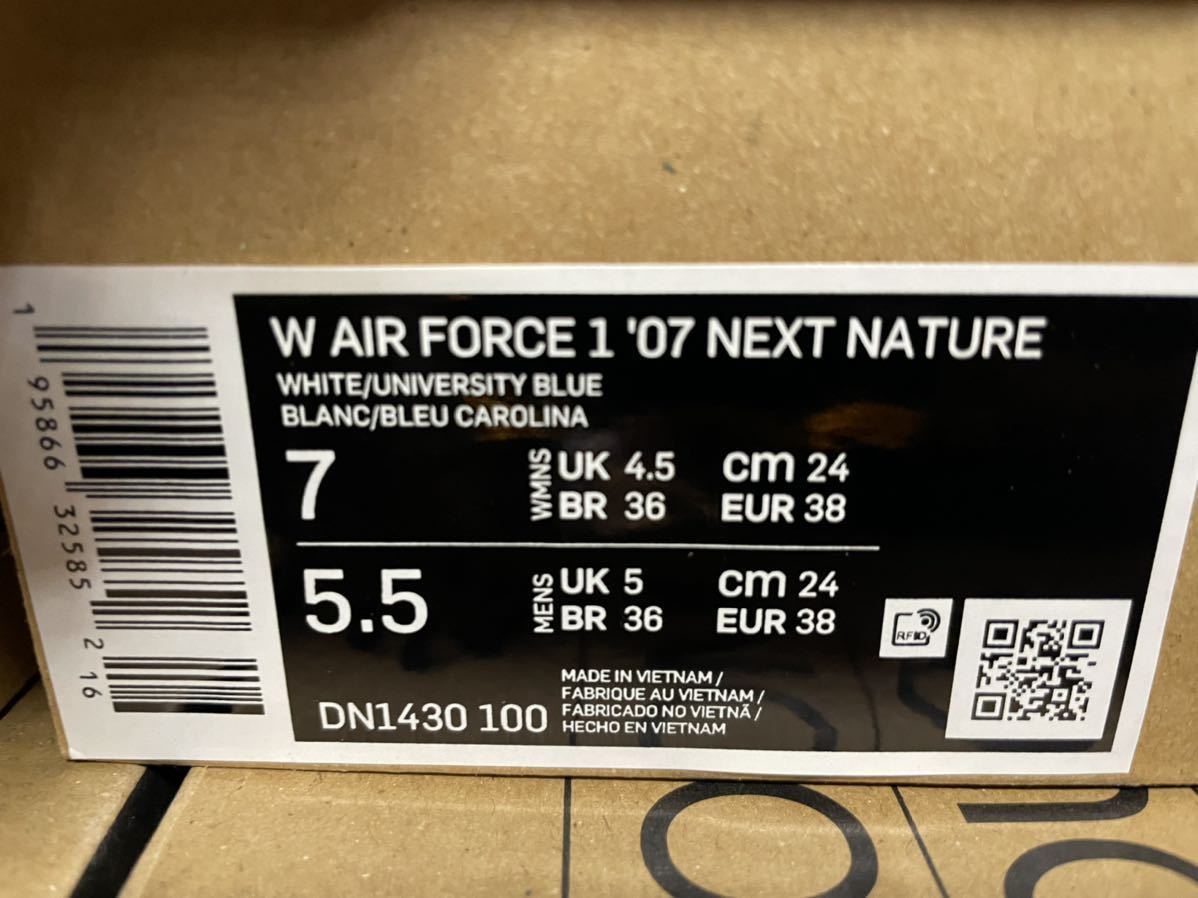 W AIR FORCE 1 '07 NEXT NATURE
WHITE/UNIVERSITY BLUE
BLANC/BLEU CAROLINA
7 WMNS UK 4.5 cm 24
BR 36 EUR 38
5.5 MENS UK 5 cm 24
BR 36 EUR 38
MADE IN VIETNAM /
FABRIQUE AU VIETNAM /
FABRICADO NO VIETNÃ /
HECHO EN VIETNAM
DN1430 100
RFID
1 95866 32585 2 16